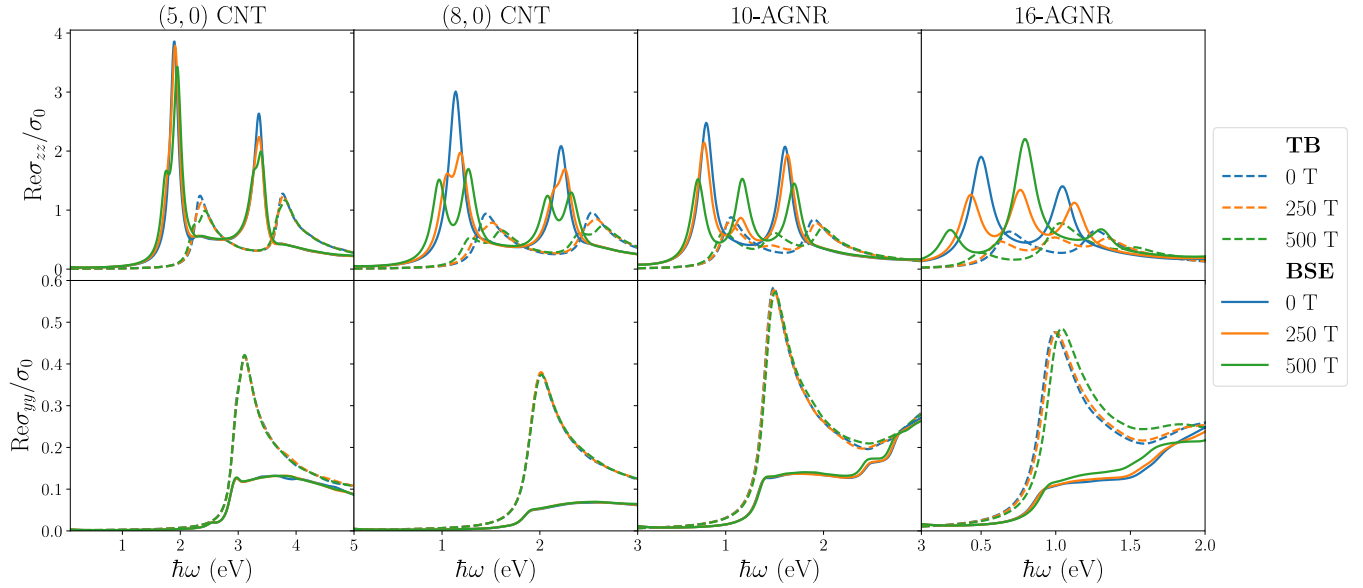 (5, 0) CNT
(8, 0) CNT
10-AGNR
16-AGNR
Reσzz/σ0
4
3
2
1
0
Reσyy/σ0
0.6
0.5
0.4
0.3
0.2
0.1
0.0
1 2 3 4 5
1 2 3
1 2 3
0.5 1.0 1.5 2.0
ℏω (eV)
ℏω (eV)
ℏω (eV)
ℏω (eV)
TB
0 T
250 T
500 T
BSE
0 T
250 T
500 T